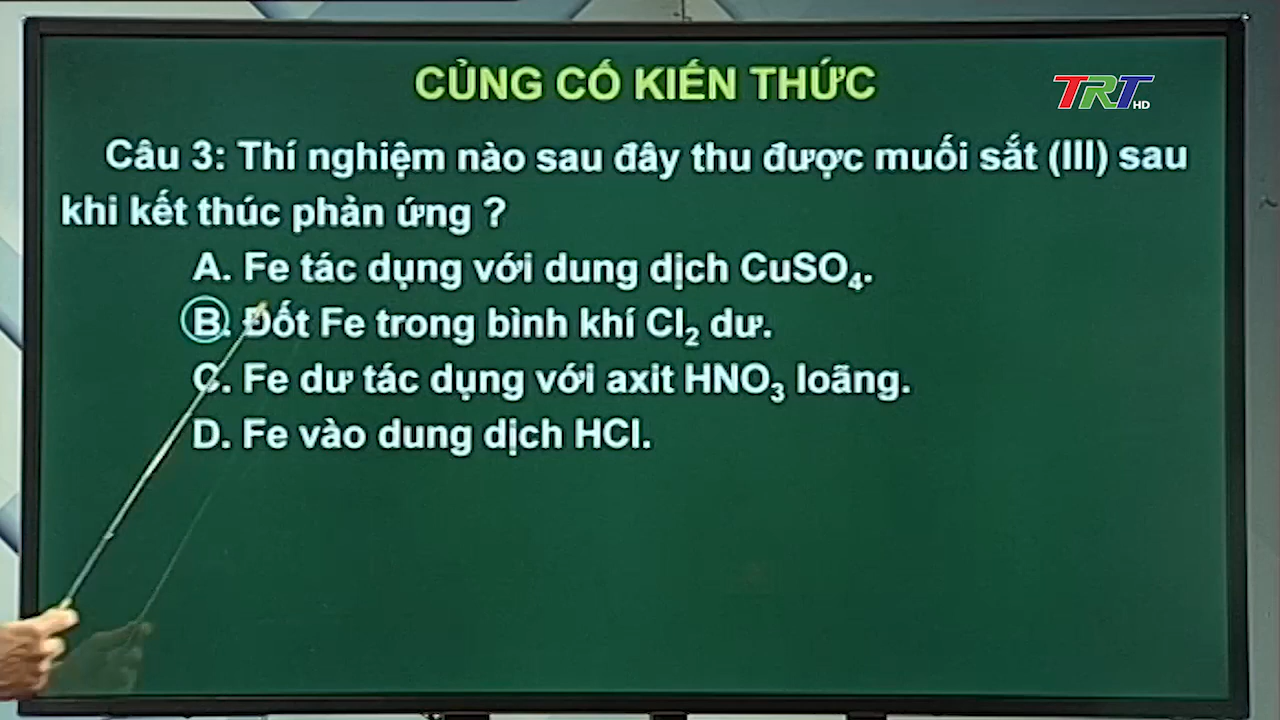 CỦNG CỐ KIẾN THỨC
TRT HD
Câu 3: Thí nghiệm nào sau đây thu được muối sắt (III) sau
khi kết thúc phản ứng ?
A. Fe tác dụng với dung dịch CuSO₄.
B. Đốt Fe trong bình khí Cl₂ dư.
C. Fe dư tác dụng với axit HNO₃ loãng.
D. Fe vào dung dịch HCl.